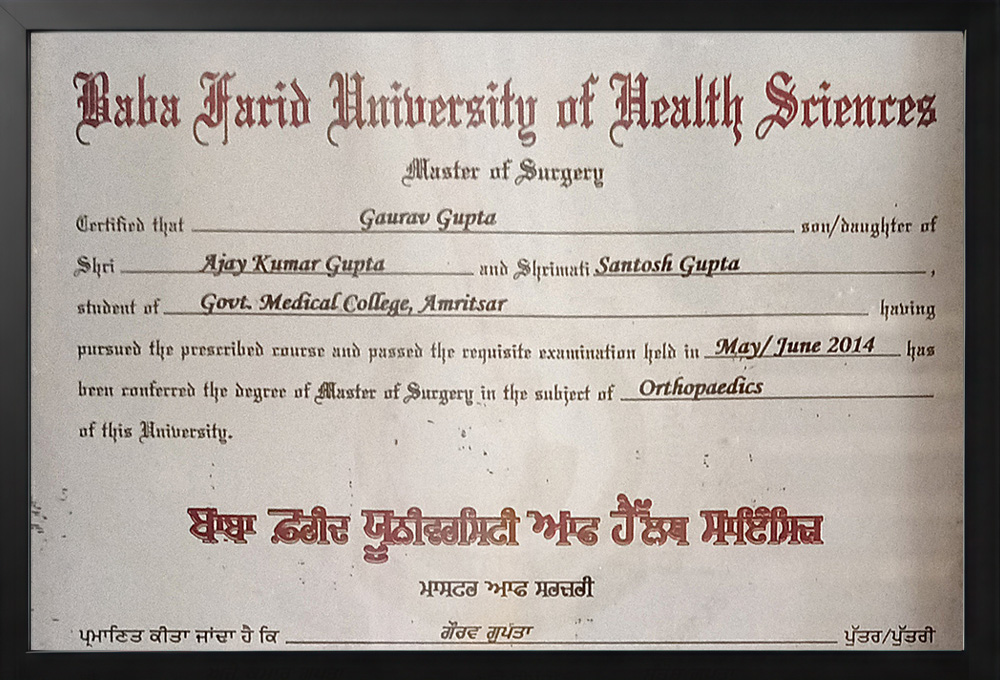 Baba Farid University of Health Sciences
Master of Surgery
Certified that Gaurav Gupta son/daughter of
Shri Ajay Kumar Gupta and Shrimati Santosh Gupta,
student of Govt. Medical College, Amritsar having
pursued the prescribed course and passed the requisite examination held in May/June 2014 has
been conferred the degree of Master of Surgery in the subject of Orthopaedics
of this University.
ਬਾਬਾ ਫ਼ਰੀਦ ਯੂਨੀਵਰਸਿਟੀ ਆਫ ਹੈਲਥ ਸਾਇੰਸਿਜ਼
ਮਾਸਟਰ ਆਫ ਸਰਜਰੀ
ਪ੍ਰਮਾਣਿਤ ਕੀਤਾ ਜਾਂਦਾ ਹੈ ਕਿ ਗੌਰਵ ਗੁਪਤਾ ਪੁੱਤਰ/ਪੁੱਤਰੀ